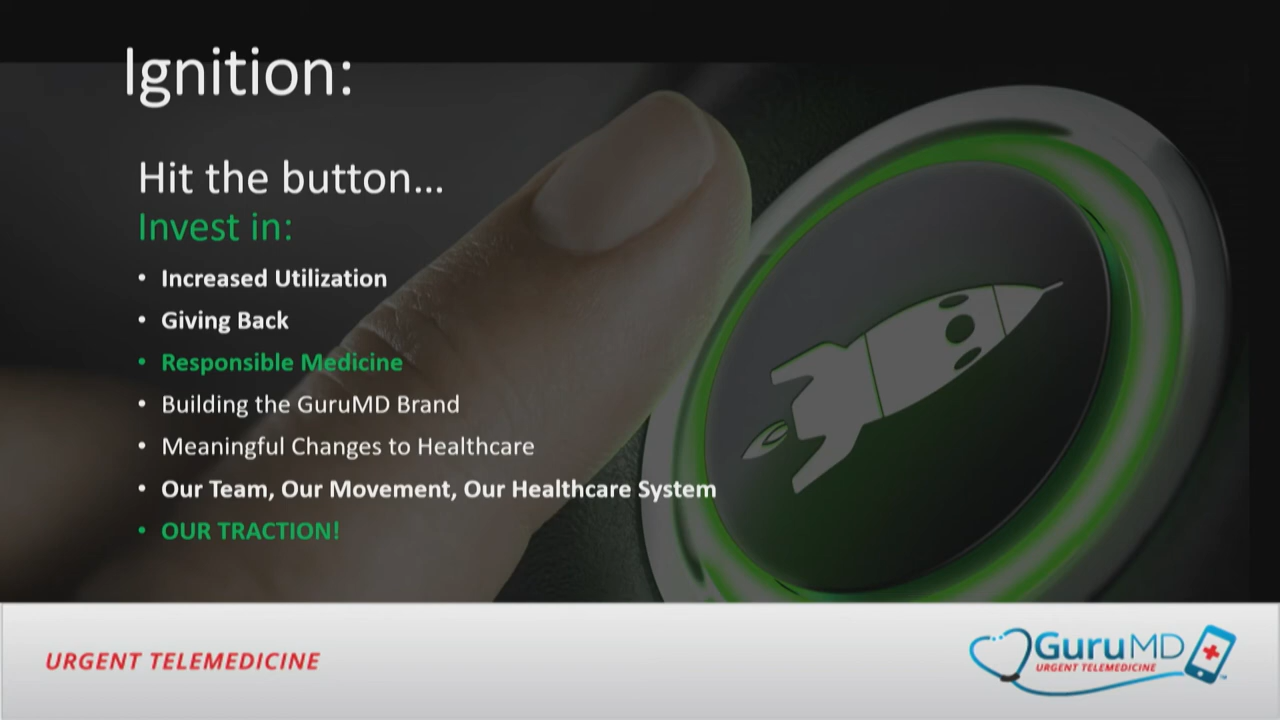 Ignition:
Hit the button...
Invest in:
• Increased Utilization
• Giving Back
• Responsible Medicine
• Building the GuruMD Brand
• Meaningful Changes to Healthcare
• Our Team, Our Movement, Our Healthcare System
• OUR TRACTION!
URGENT TELEMEDICINE
GuruMD
URGENT TELEMEDICINE